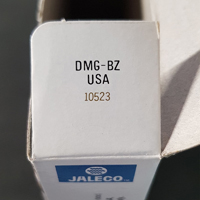 DMG-BZ
USA
10523
JALECO